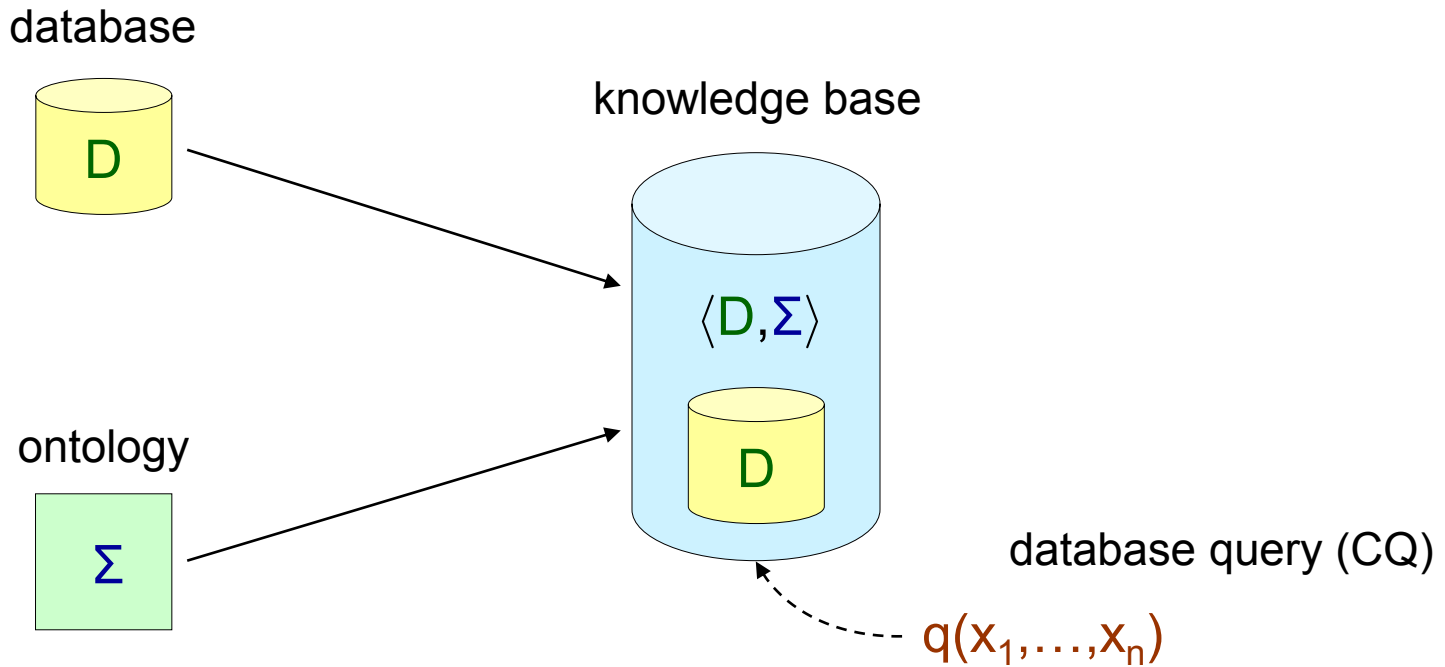 database
D
knowledge base
⟨D,Σ⟩
D
ontology
Σ
database query (CQ)
q(x₁,…,xₙ)